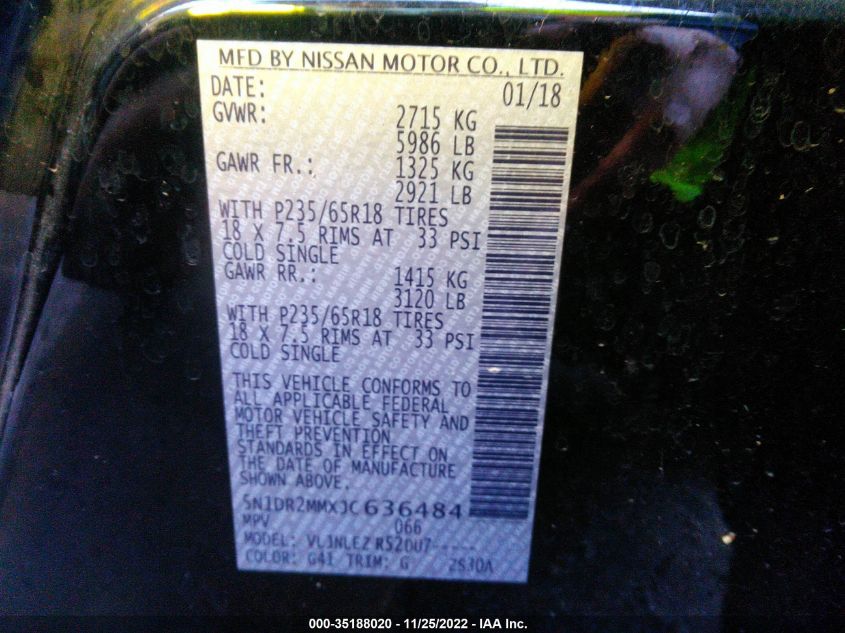 MFD BY NISSAN MOTOR CO., LTD.
DATE: 01/18
GVWR: 2715 KG
5986 LB
GAWR FR.: 1325 KG
2921 LB
WITH P235/65R18 TIRES
18 X 7.5 RIMS AT 33 PSI
COLD SINGLE
GAWR RR.: 1415 KG
3120 LB
WITH P235/65R18 TIRES
18 X 7.5 RIMS AT 33 PSI
COLD SINGLE
THIS VEHICLE CONFORMS TO
ALL APPLICABLE FEDERAL
MOTOR VEHICLE SAFETY AND
THEFT PREVENTION
STANDARDS IN EFFECT ON
THE DATE OF MANUFACTURE
SHOWN ABOVE.
5N1DR2MMXJC636484
MPV 066
MODEL: VLJNLEZ R52UU7-----
COLOR: G41 TRIM: G 2830A
000-35188020 - 11/25/2022 - IAA Inc.